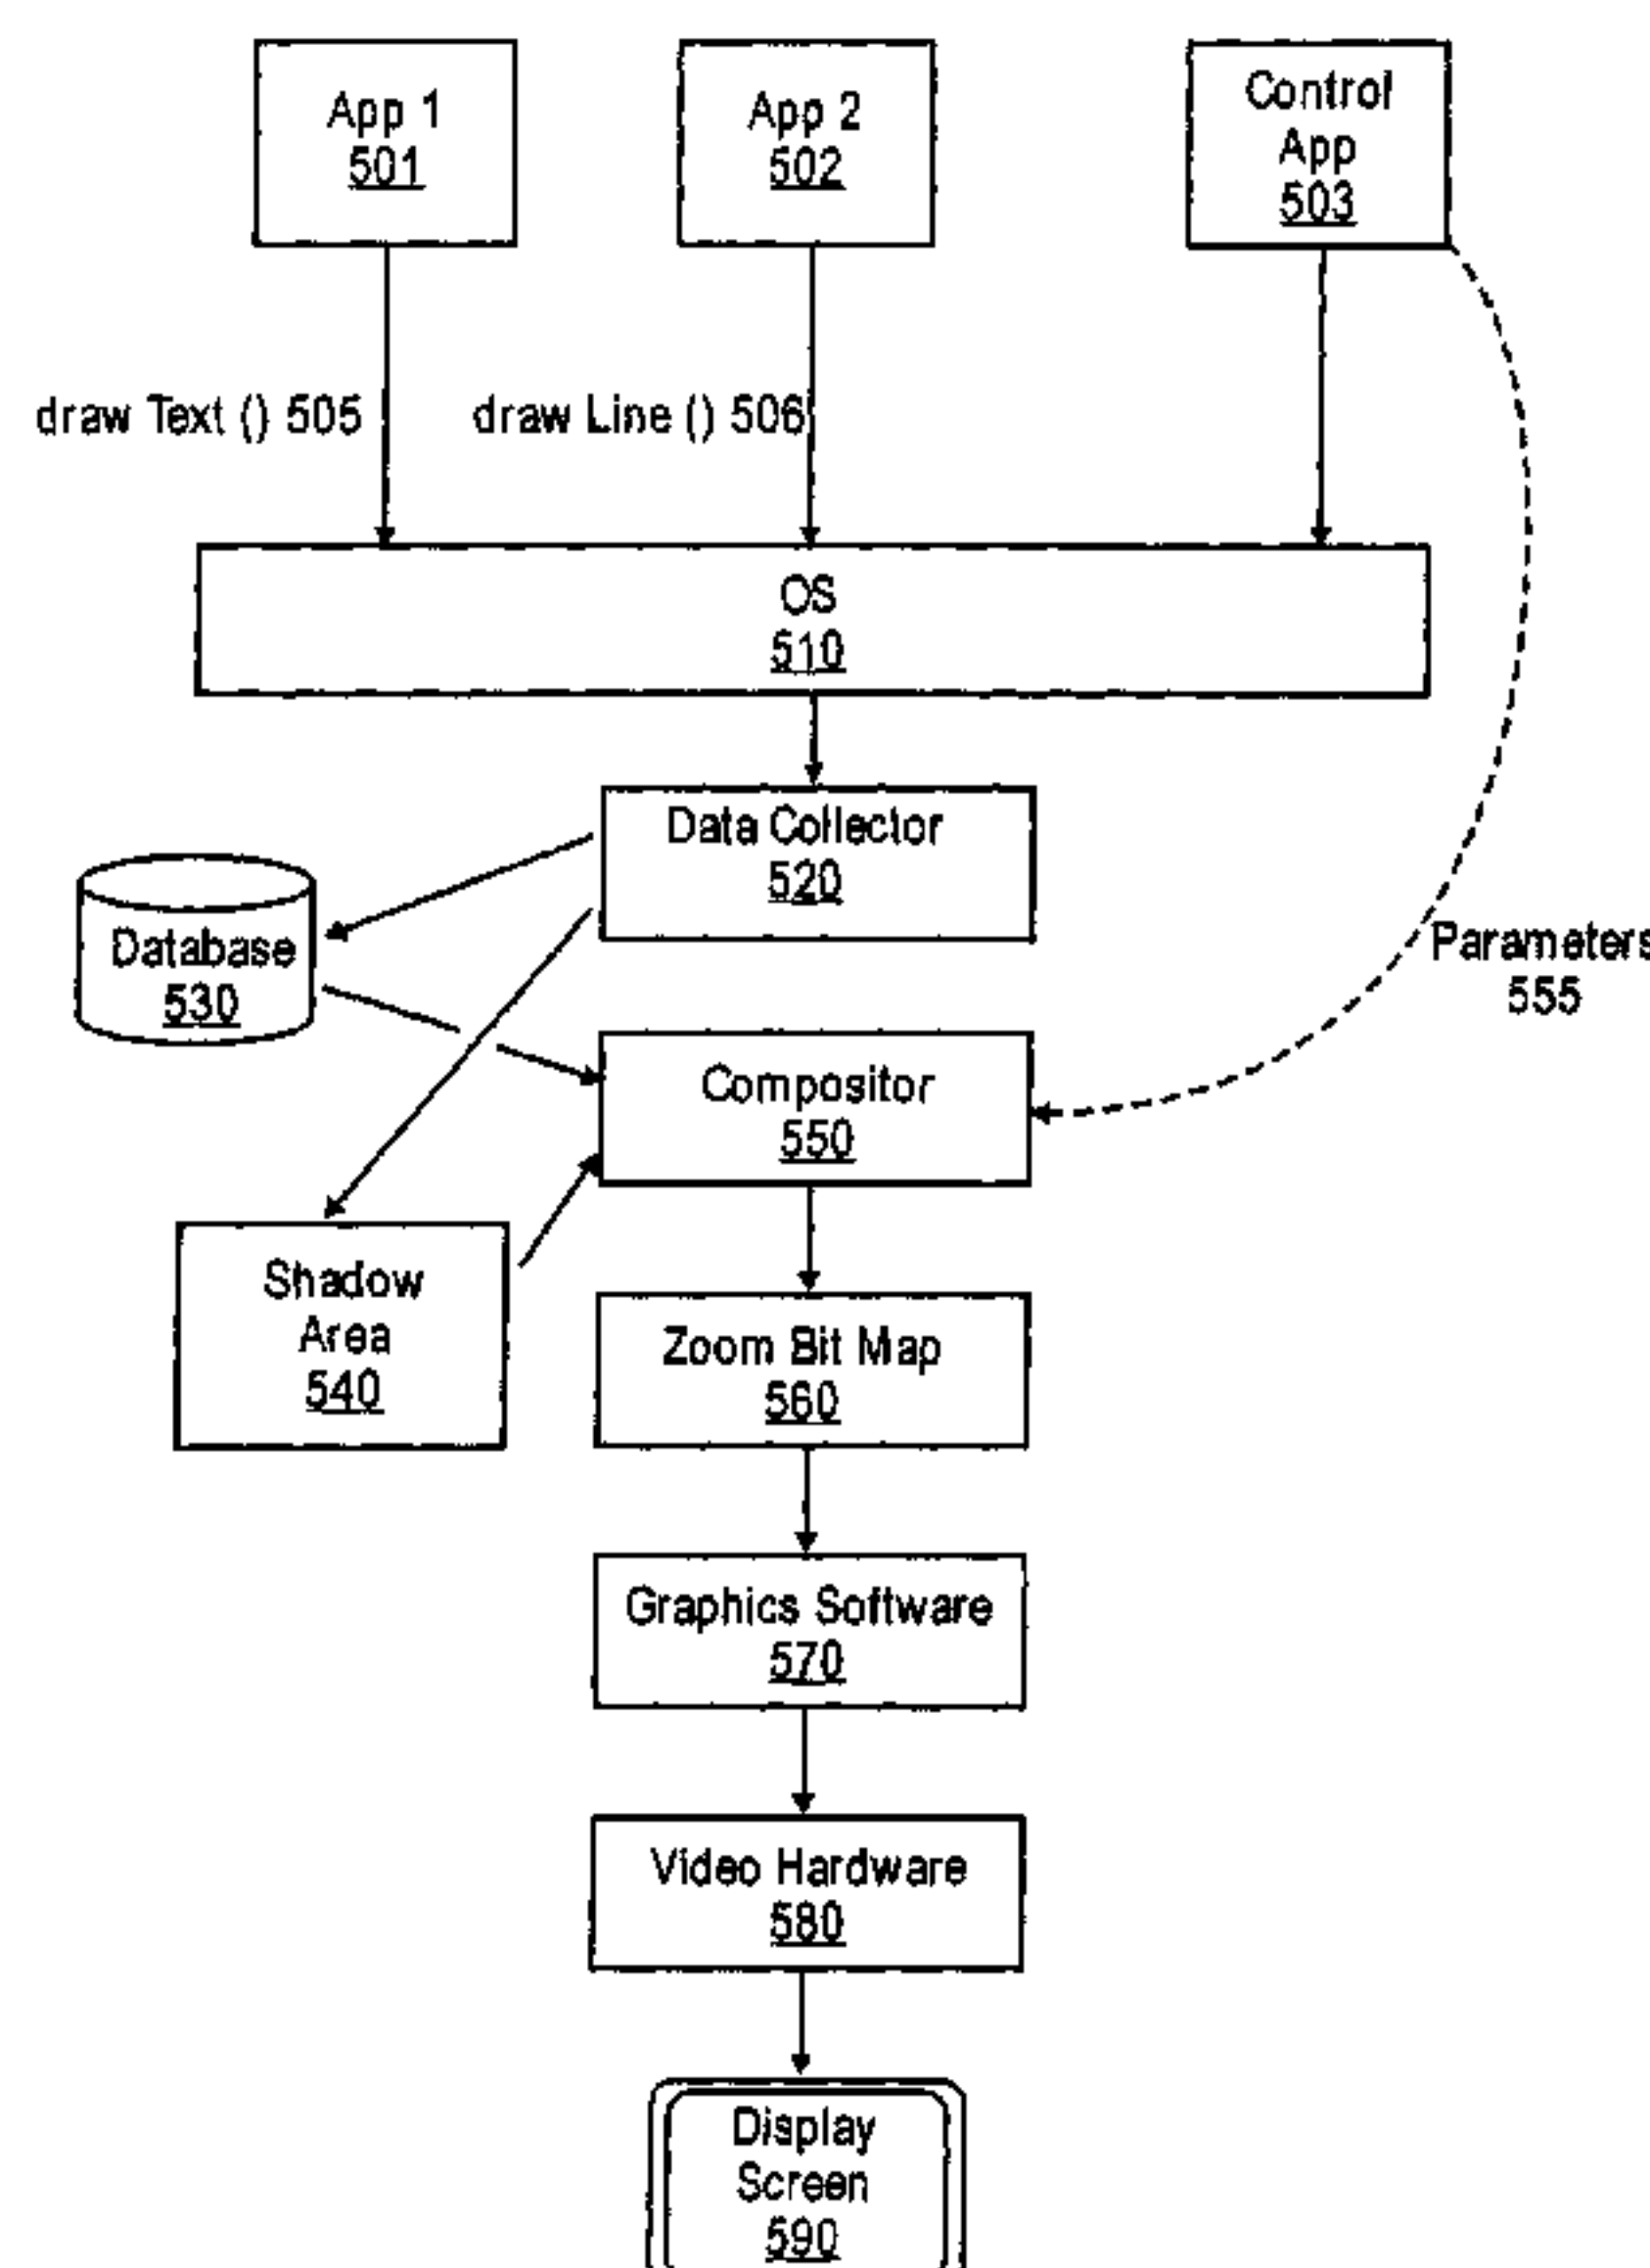 App 1
501
App 2
502
Control
App
503
draw Text () 505
draw Line () 506
OS
510
Data Collector
520
Database
530
Parameters
555
Compositor
550
Shadow
Area
540
Zoom Bit Map
560
Graphics Software
570
Video Hardware
580
Display
Screen
590